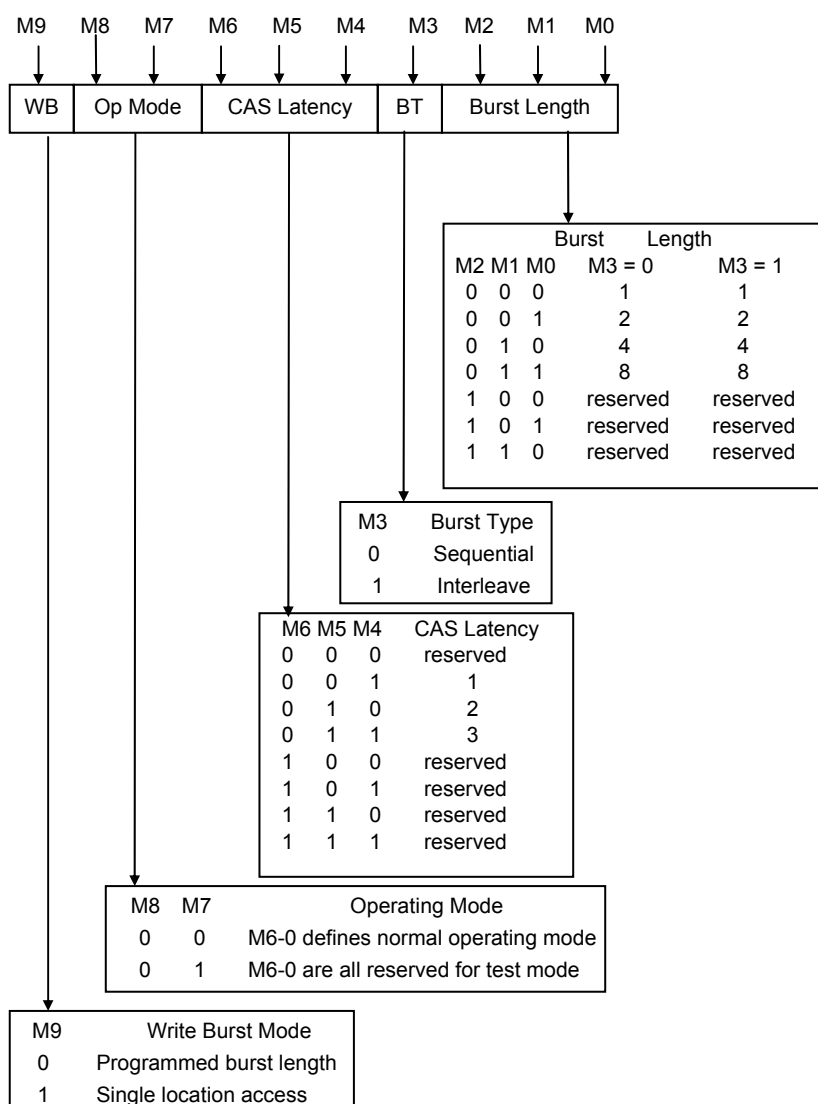 M9 M8 M7 M6 M5 M4 M3 M2 M1 M0
WB Op Mode CAS Latency BT Burst Length
Burst Length
M2 M1 M0 M3 = 0 M3 = 1
0 0 0 1 1
0 0 1 2 2
0 1 0 4 4
0 1 1 8 8
1 0 0 reserved reserved
1 0 1 reserved reserved
1 1 0 reserved reserved
M3 Burst Type
0 Sequential
1 Interleave
M6 M5 M4 CAS Latency
0 0 0 reserved
0 0 1 1
0 1 0 2
0 1 1 3
1 0 0 reserved
1 0 1 reserved
1 1 0 reserved
1 1 1 reserved
M8 M7 Operating Mode
0 0 M6-0 defines normal operating mode
0 1 M6-0 are all reserved for test mode
M9 Write Burst Mode
0 Programmed burst length
1 Single location access